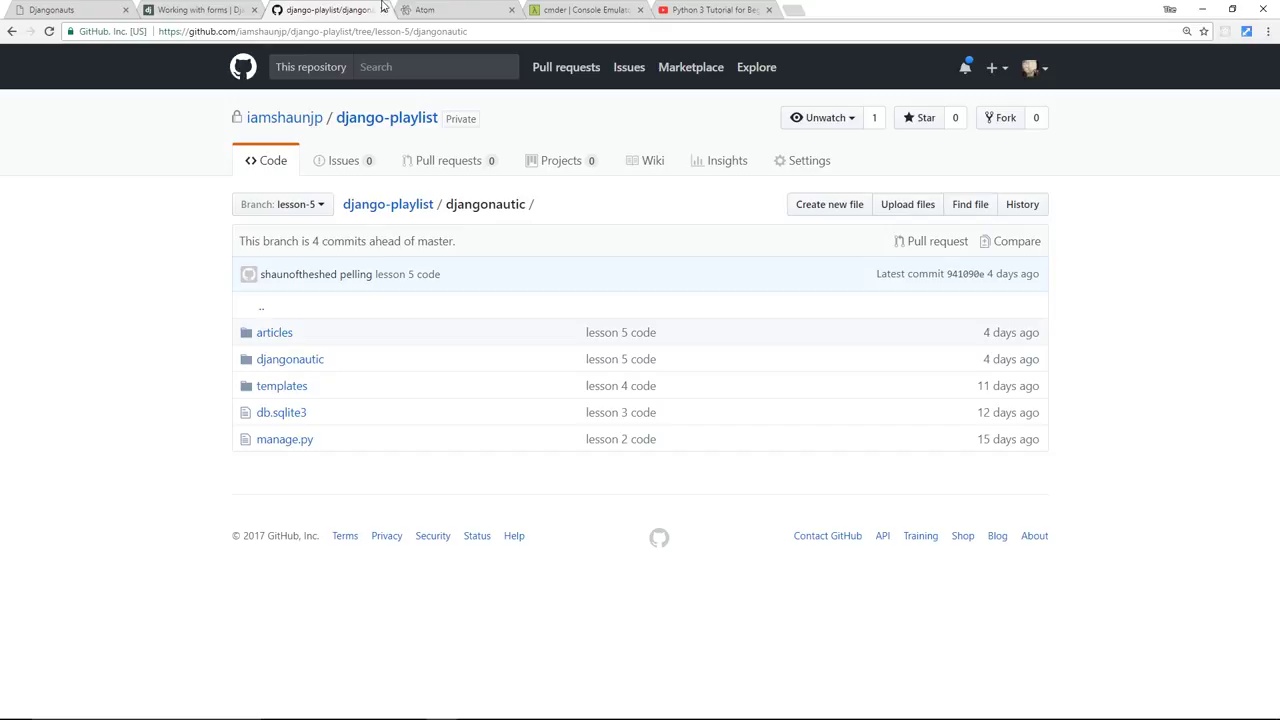 Djangonauts
Working with forms | Dj
django-playlist/djangon
Atom
cmder | Console Emulat
Python 3 Tutorial for Be
GitHub, Inc. [US] https://github.com/iamshaunjp/django-playlist/tree/lesson-5/djangonautic
This repository Search Pull requests Issues Marketplace Explore
iamshaunjp / django-playlist Private
Unwatch 1 Star 0 Fork 0
Code Issues 0 Pull requests 0 Projects 0 Wiki Insights Settings
Branch: lesson-5 django-playlist / djangonautic /
Create new file Upload files Find file History
This branch is 4 commits ahead of master. Pull request Compare
shaunoftheshed pelling lesson 5 code Latest commit 941090e 4 days ago
..
articles lesson 5 code 4 days ago
djangonautic lesson 5 code 4 days ago
templates lesson 4 code 11 days ago
db.sqlite3 lesson 3 code 12 days ago
manage.py lesson 2 code 15 days ago
© 2017 GitHub, Inc. Terms Privacy Security Status Help Contact GitHub API Training Shop Blog About